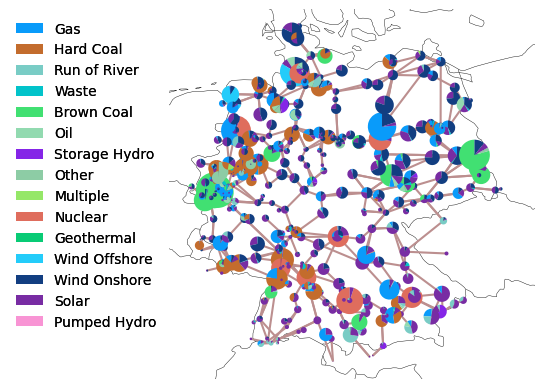 Gas
Hard Coal
Run of River
Waste
Brown Coal
Oil
Storage Hydro
Other
Multiple
Nuclear
Geothermal
Wind Offshore
Wind Onshore
Solar
Pumped Hydro